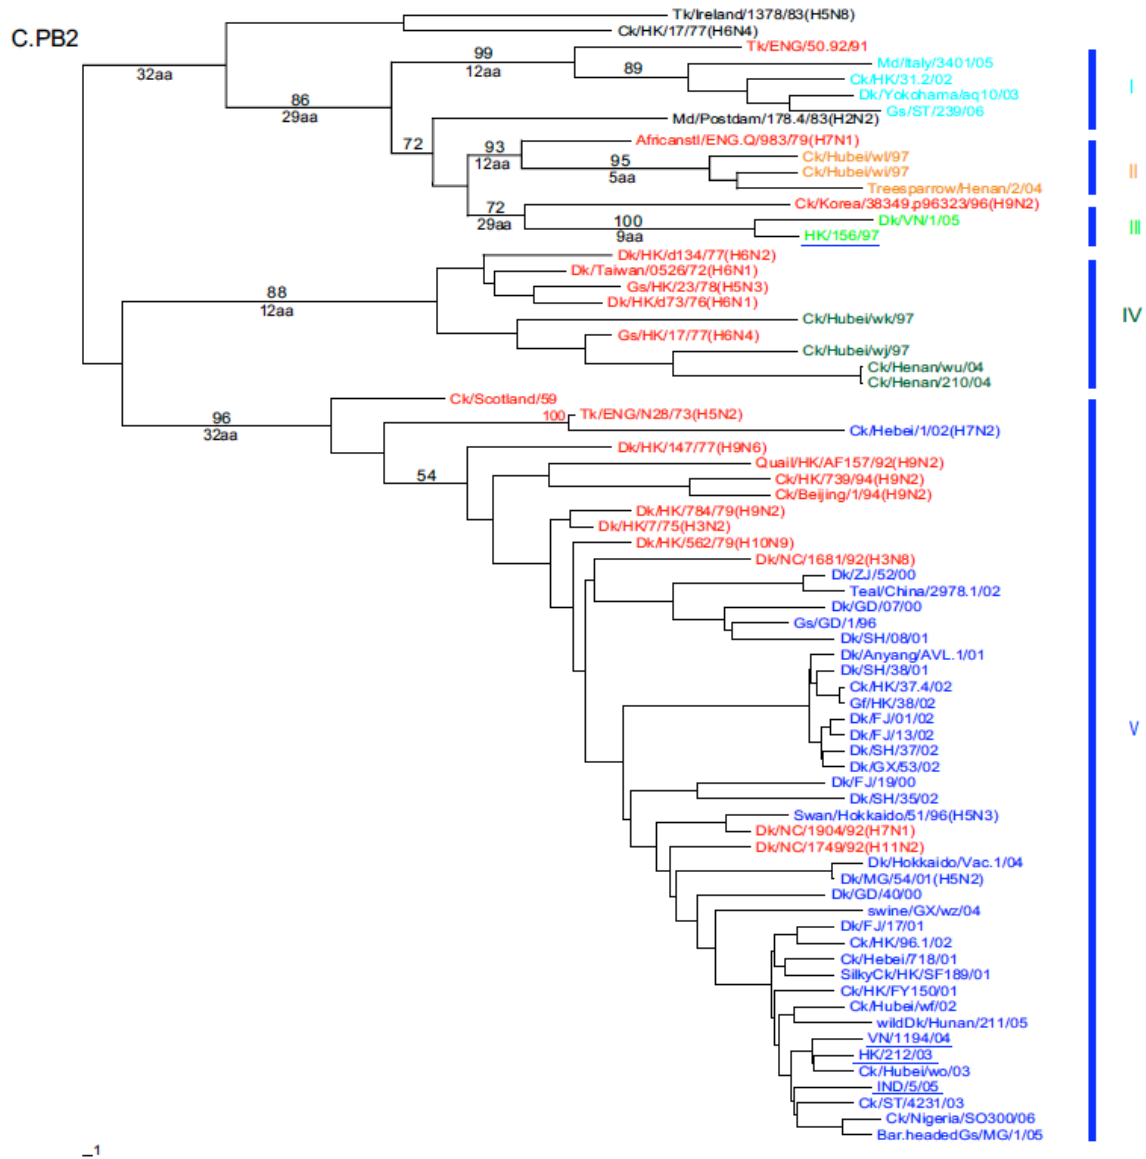 C.PB2
Tk/Ireland/1378/83(H5N8)
Ck/HK/17/77(H6N4)
32aa
Tk/ENG/50.92/91
99
12aa
Md/Italy/3401/05
89
Ck/HK/31.2/02
Dk/Yokohama/aq10/03
Gs/ST/239/06
I
86
29aa
Md/Postdam/178.4/83(H2N2)
72
Africanstl/ENG.Q/983/79(H7N1)
93
12aa
Ck/Hubei/wl/97
95
5aa
Ck/Hubei/wi/97
Treesparrow/Henan/2/04
II
Ck/Korea/38349.p96323/96(H9N2)
72
29aa
Dk/VN/1/05
100
9aa
HK/156/97
III
Dk/HK/d134/77(H6N2)
Dk/Taiwan/0526/72(H6N1)
Gs/HK/23/78(H5N3)
88
12aa
Dk/HK/d73/76(H6N1)
Ck/Hubei/wk/97
IV
Gs/HK/17/77(H6N4)
Ck/Hubei/wj/97
Ck/Henan/wu/04
Ck/Henan/210/04
Ck/Scotland/59
96
32aa
100
Tk/ENG/N28/73(H5N2)
Ck/Hebei/1/02(H7N2)
Dk/HK/147/77(H9N6)
54
Quail/HK/AF157/92(H9N2)
Ck/HK/739/94(H9N2)
Ck/Beijing/1/94(H9N2)
Dk/HK/784/79(H9N2)
Dk/HK/7/75(H3N2)
Dk/HK/562/79(H10N9)
Dk/NC/1681/92(H3N8)
Dk/ZJ/52/00
Teal/China/2978.1/02
Dk/GD/07/00
Gs/GD/1/96
Dk/SH/08/01
Dk/Anyang/AVL.1/01
Dk/SH/38/01
Ck/HK/37.4/02
Gf/HK/38/02
Dk/FJ/01/02
V
Dk/FJ/13/02
Dk/SH/37/02
Dk/GX/53/02
Dk/FJ/19/00
Dk/SH/35/02
Swan/Hokkaido/51/96(H5N3)
Dk/NC/1904/92(H7N1)
Dk/NC/1749/92(H11N2)
Dk/Hokkaido/Vac.1/04
Dk/MG/54/01(H5N2)
Dk/GD/40/00
swine/GX/wz/04
Dk/FJ/17/01
Ck/HK/96.1/02
Ck/Hebei/718/01
SilkyCk/HK/SF189/01
Ck/HK/FY150/01
Ck/Hubei/wf/02
wildDk/Hunan/211/05
VN/1194/04
HK/212/03
Ck/Hubei/wo/03
IND/5/05
Ck/ST/4231/03
Ck/Nigeria/SO300/06
Bar.headedGs/MG/1/05
1